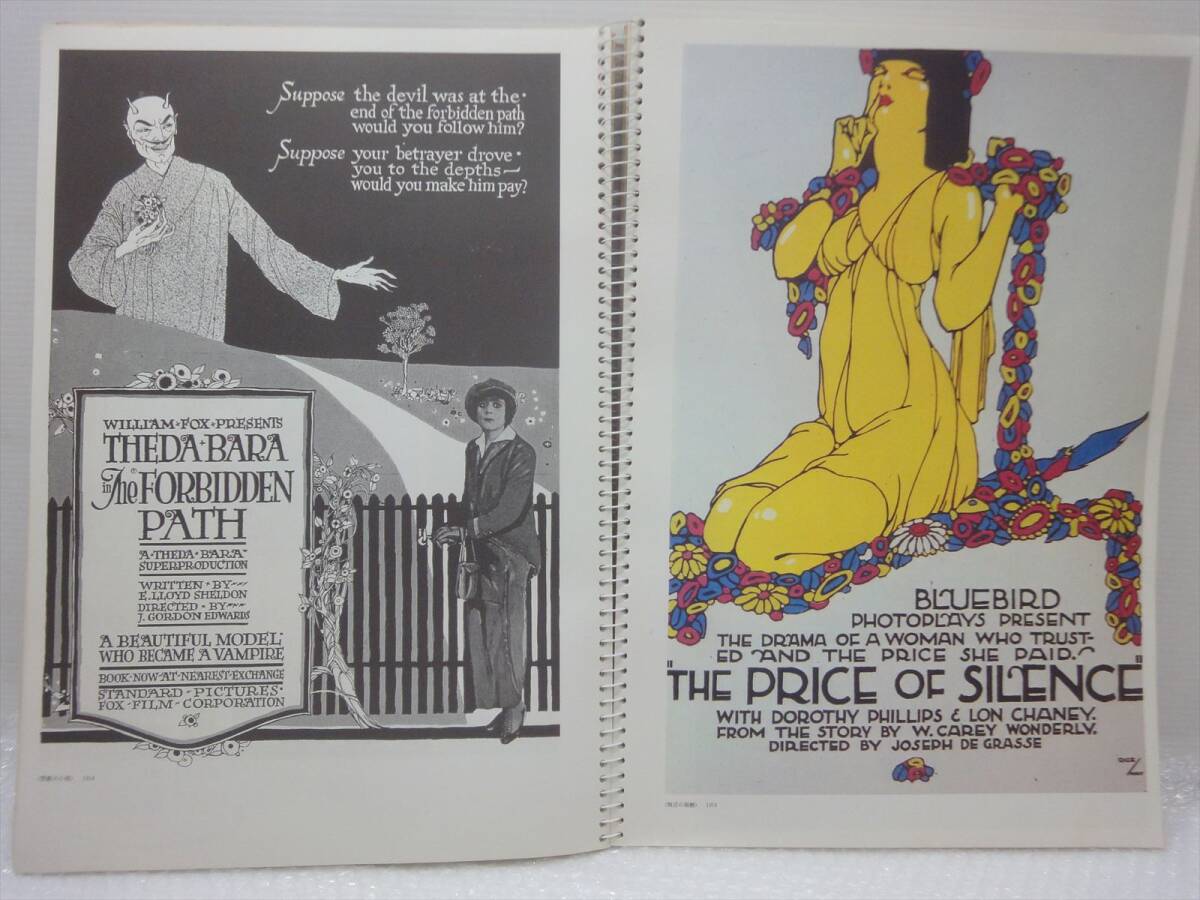 Suppose the devil was at the
end of the forbidden path
would you follow him?
Suppose your betrayer drove
you to the depths—
would you make him pay?
WILLIAM·FOX·PRESENTS
THEDA·BARA
in The FORBIDDEN
PATH
A·THEDA·BARA
SUPERPRODUCTION
WRITTEN·BY
E. LLOYD SHELDON
DIRECTED·BY
J. GORDON EDWARDS
A BEAUTIFUL MODEL
WHO BECAME A VAMPIRE
BOOK·NOW·AT·NEAREST·EXCHANGE
STANDARD·PICTURES·
FOX·FILM·CORPORATION
BLUEBIRD
PHOTOPLAYS PRESENT
THE DRAMA OF A WOMAN WHO TRUST-
ED AND THE PRICE SHE PAID.
"THE PRICE OF SILENCE"
WITH DOROTHY PHILLIPS & LON CHANEY.
FROM THE STORY BY W. CAREY WONDERLY.
DIRECTED BY JOSEPH DE GRASSE